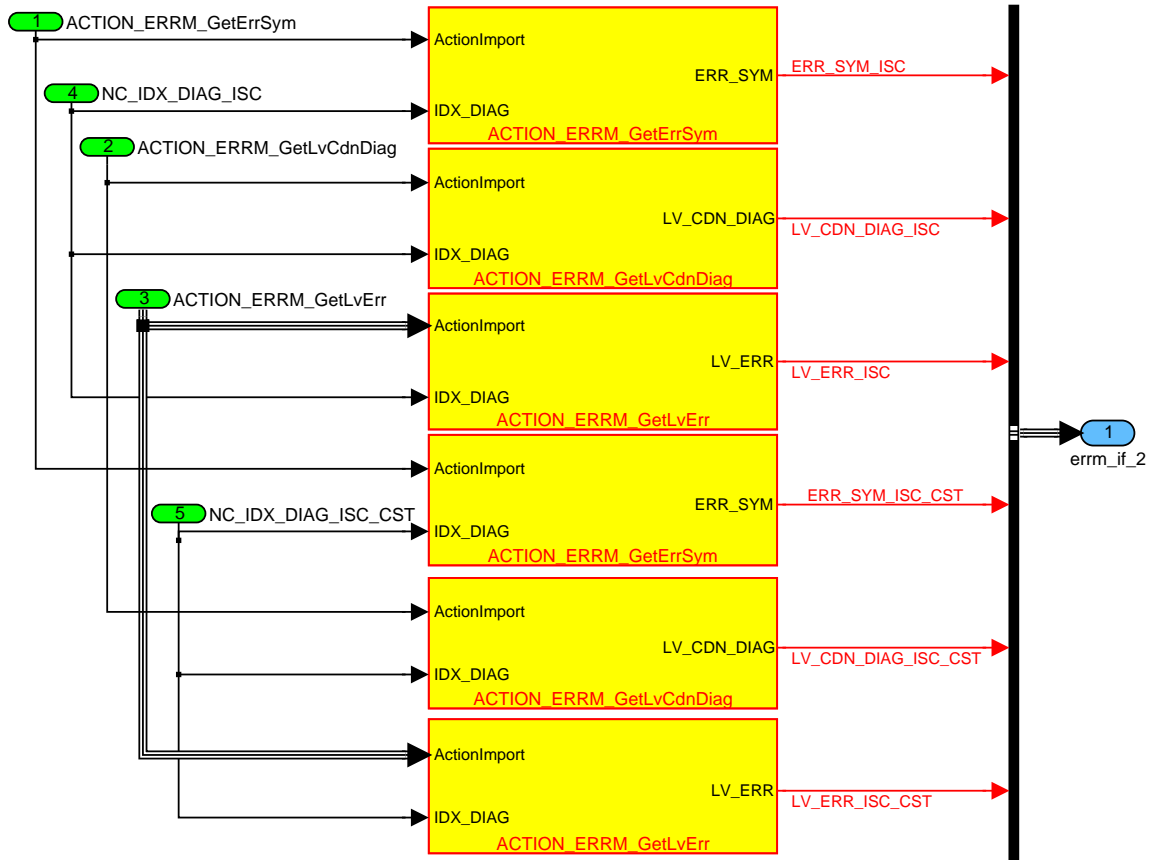 1
ACTION_ERRM_GetErrSym
ActionImport
ERR_SYM
ERR_SYM_ISC
4
NC_IDX_DIAG_ISC
IDX_DIAG
ACTION_ERRM_GetErrSym
2
ACTION_ERRM_GetLvCdnDiag
ActionImport
LV_CDN_DIAG
LV_CDN_DIAG_ISC
IDX_DIAG
ACTION_ERRM_GetLvCdnDiag
3
ACTION_ERRM_GetLvErr
ActionImport
LV_ERR
LV_ERR_ISC
IDX_DIAG
ACTION_ERRM_GetLvErr
1
errm_if_2
ActionImport
ERR_SYM
ERR_SYM_ISC_CST
5
NC_IDX_DIAG_ISC_CST
IDX_DIAG
ACTION_ERRM_GetErrSym
ActionImport
LV_CDN_DIAG
LV_CDN_DIAG_ISC_CST
IDX_DIAG
ACTION_ERRM_GetLvCdnDiag
ActionImport
LV_ERR
LV_ERR_ISC_CST
IDX_DIAG
ACTION_ERRM_GetLvErr